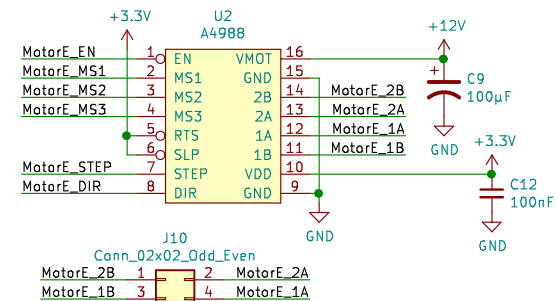 +3.3V
U2
A4988
+12V
MotorE_EN 1 EN VMOT 16
MotorE_MS1 2 MS1 GND 15
MotorE_MS2 3 MS2 2B 14 MotorE_2B
MotorE_MS3 4 MS3 2A 13 MotorE_2A
5 RTS 1A 12 MotorE_1A
6 SLP 1B 11 MotorE_1B
MotorE_STEP 7 STEP VDD 10
MotorE_DIR 8 DIR GND 9
+
C9
100µF
GND
+3.3V
C12
100nF
GND
GND
J10
Conn_02x02_Odd_Even
MotorE_2B 1 2 MotorE_2A
MotorE_1B 3 4 MotorE_1A